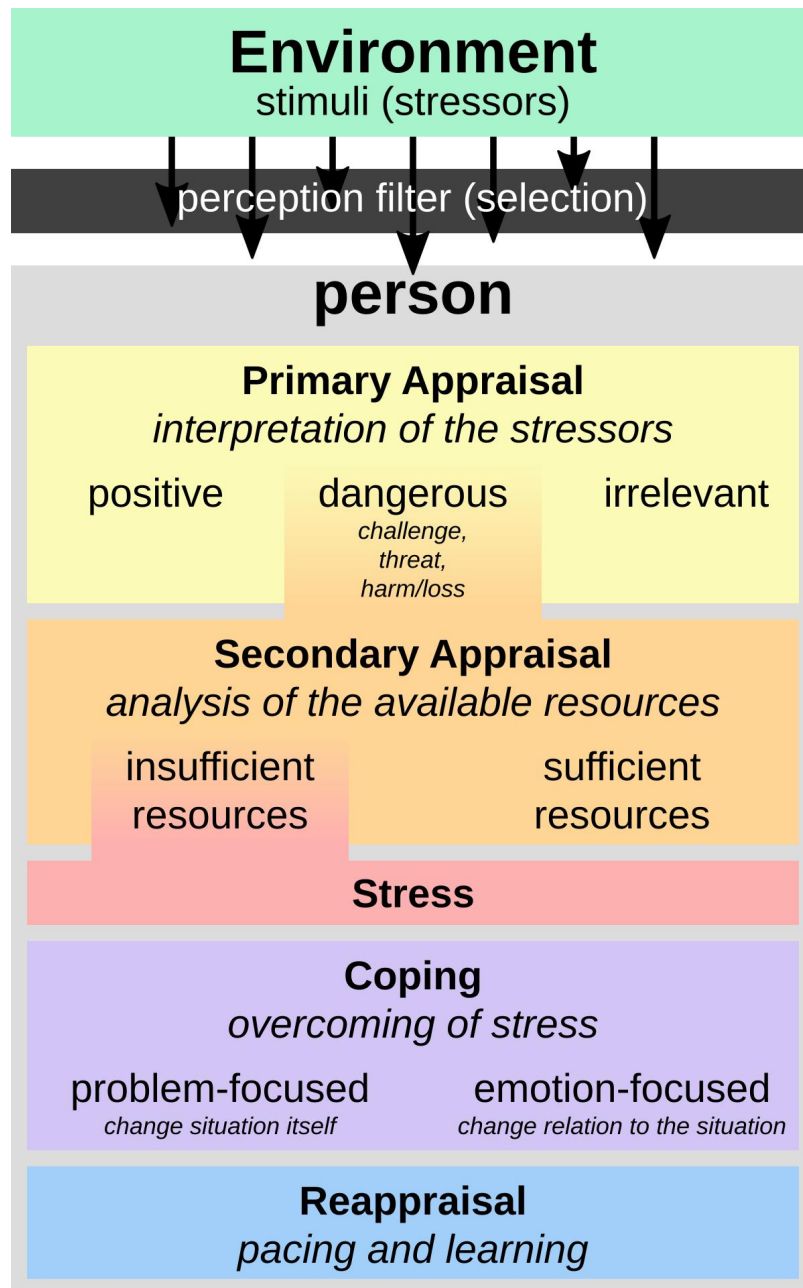 Environment
stimuli (stressors)
perception filter (selection)
person
Primary Appraisal
interpretation of the stressors
positive dangerous irrelevant
challenge,
threat,
harm/loss
Secondary Appraisal
analysis of the available resources
insufficient sufficient
resources resources
Stress
Coping
overcoming of stress
problem-focused emotion-focused
change situation itself change relation to the situation
Reappraisal
pacing and learning